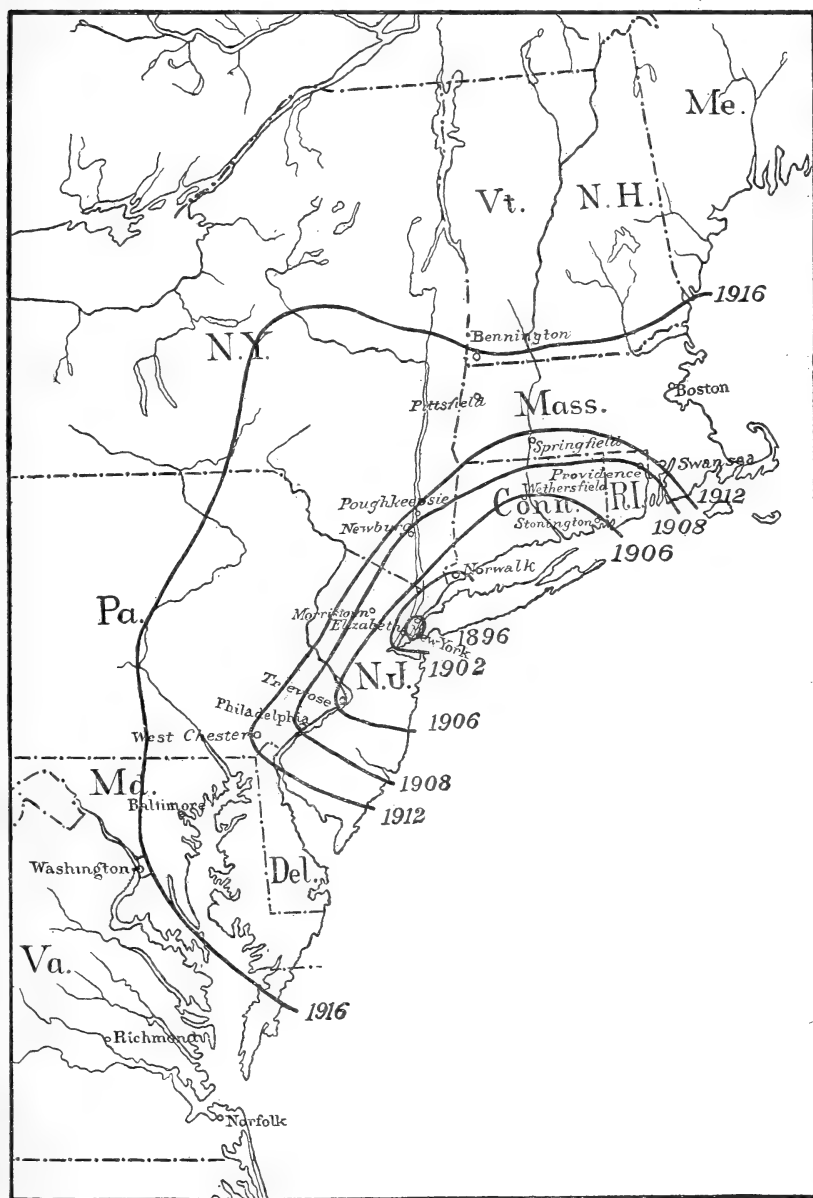 Me.
Vt.
N.H.
1916
N.Y.
Bennington
Boston
Pittsfield
Mass.
Springfield
Swansea
Providence
Wethersfield
Poughkeepsie
Conn.
R.I.
1912
Newburg
Stonington
1908
1906
Norwalk
Pa.
Morristown
Elizabeth
New York
1896
1902
N.J.
Trevose
Philadelphia
1906
West Chester
Md.
1908
Baltimore
1912
Washington
Del.
Va.
1916
Richmond
Norfolk